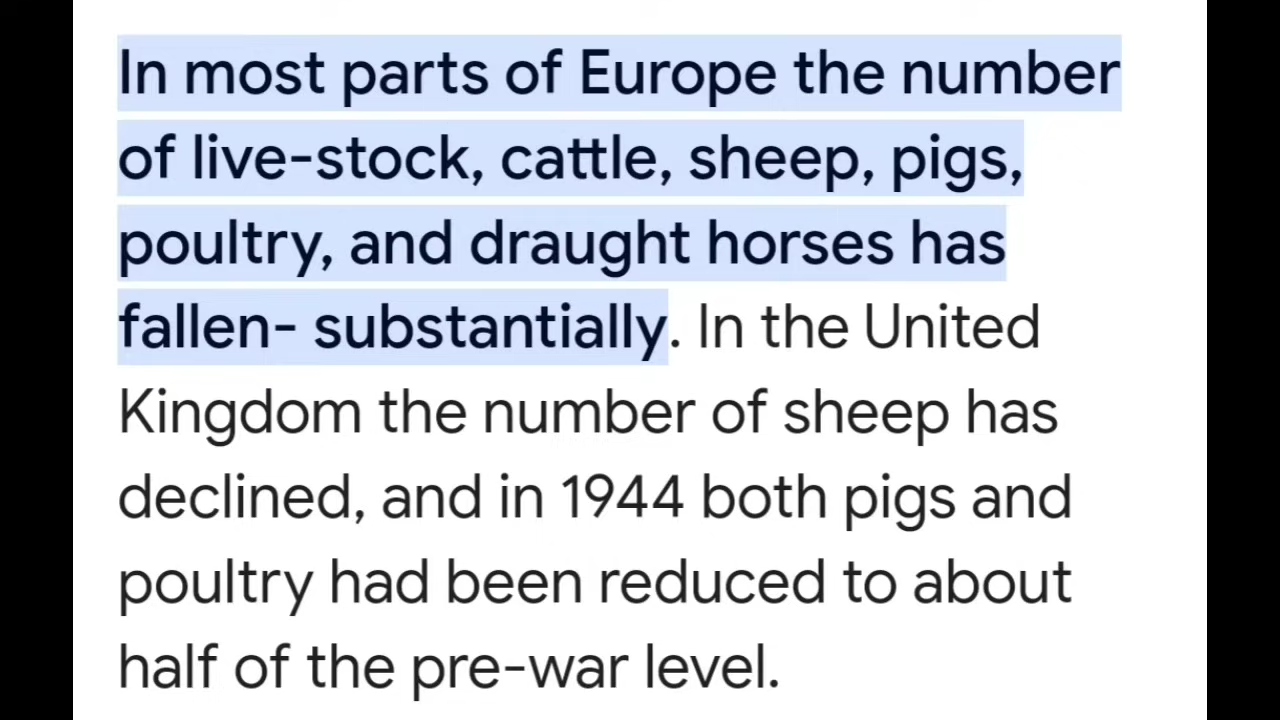 In most parts of Europe the number
of live-stock, cattle, sheep, pigs,
poultry, and draught horses has
fallen- substantially. In the United
Kingdom the number of sheep has
declined, and in 1944 both pigs and
poultry had been reduced to about
half of the pre-war level.